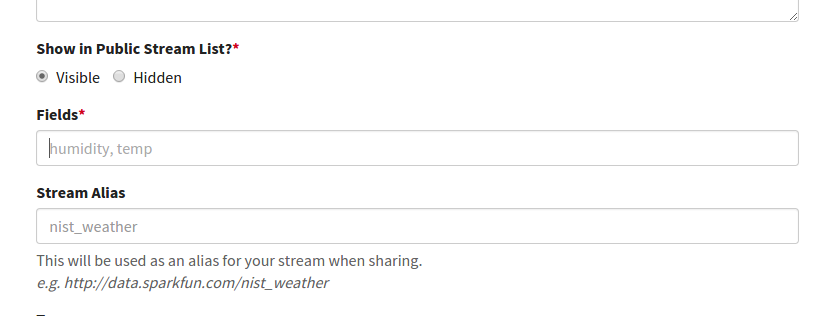 Show in Public Stream List?*
Visible Hidden
Fields*
humidity, temp
Stream Alias
nist_weather
This will be used as an alias for your stream when sharing.
e.g. http://data.sparkfun.com/nist_weather